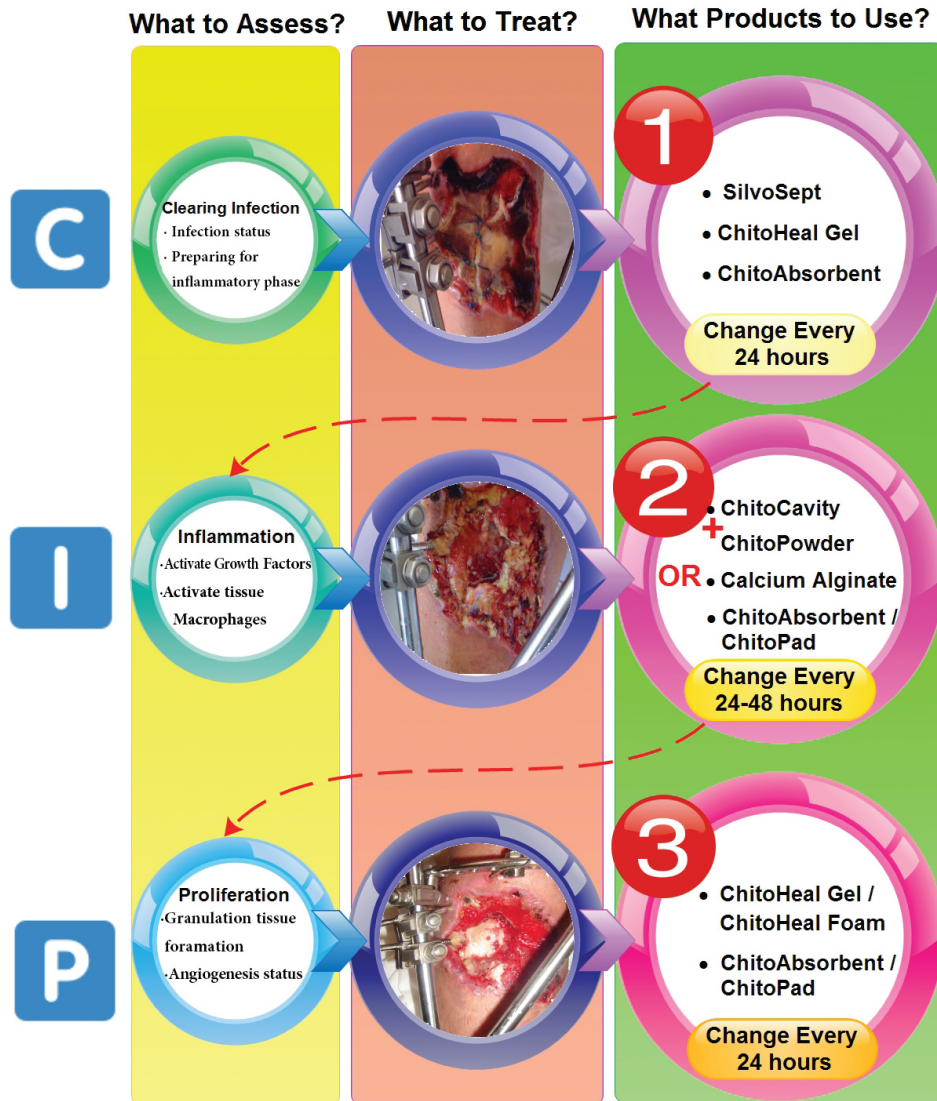 What to Assess?
What to Treat?
What Products to Use?
C
Clearing Infection
· Infection status
· Preparing for
inflammatory phase
1
• SilvoSept
• ChitoHeal Gel
• ChitoAbsorbent
Change Every
24 hours
I
Inflammation
·Activate Growth Factors
·Activate tissue
Macrophages
2
• ChitoCavity
+
ChitoPowder
OR
• Calcium Alginate
• ChitoAbsorbent /
ChitoPad
Change Every
24-48 hours
P
Proliferation
·Granulation tissue
foramation
·Angiogenesis status
3
• ChitoHeal Gel /
ChitoHeal Foam
• ChitoAbsorbent /
ChitoPad
Change Every
24 hours